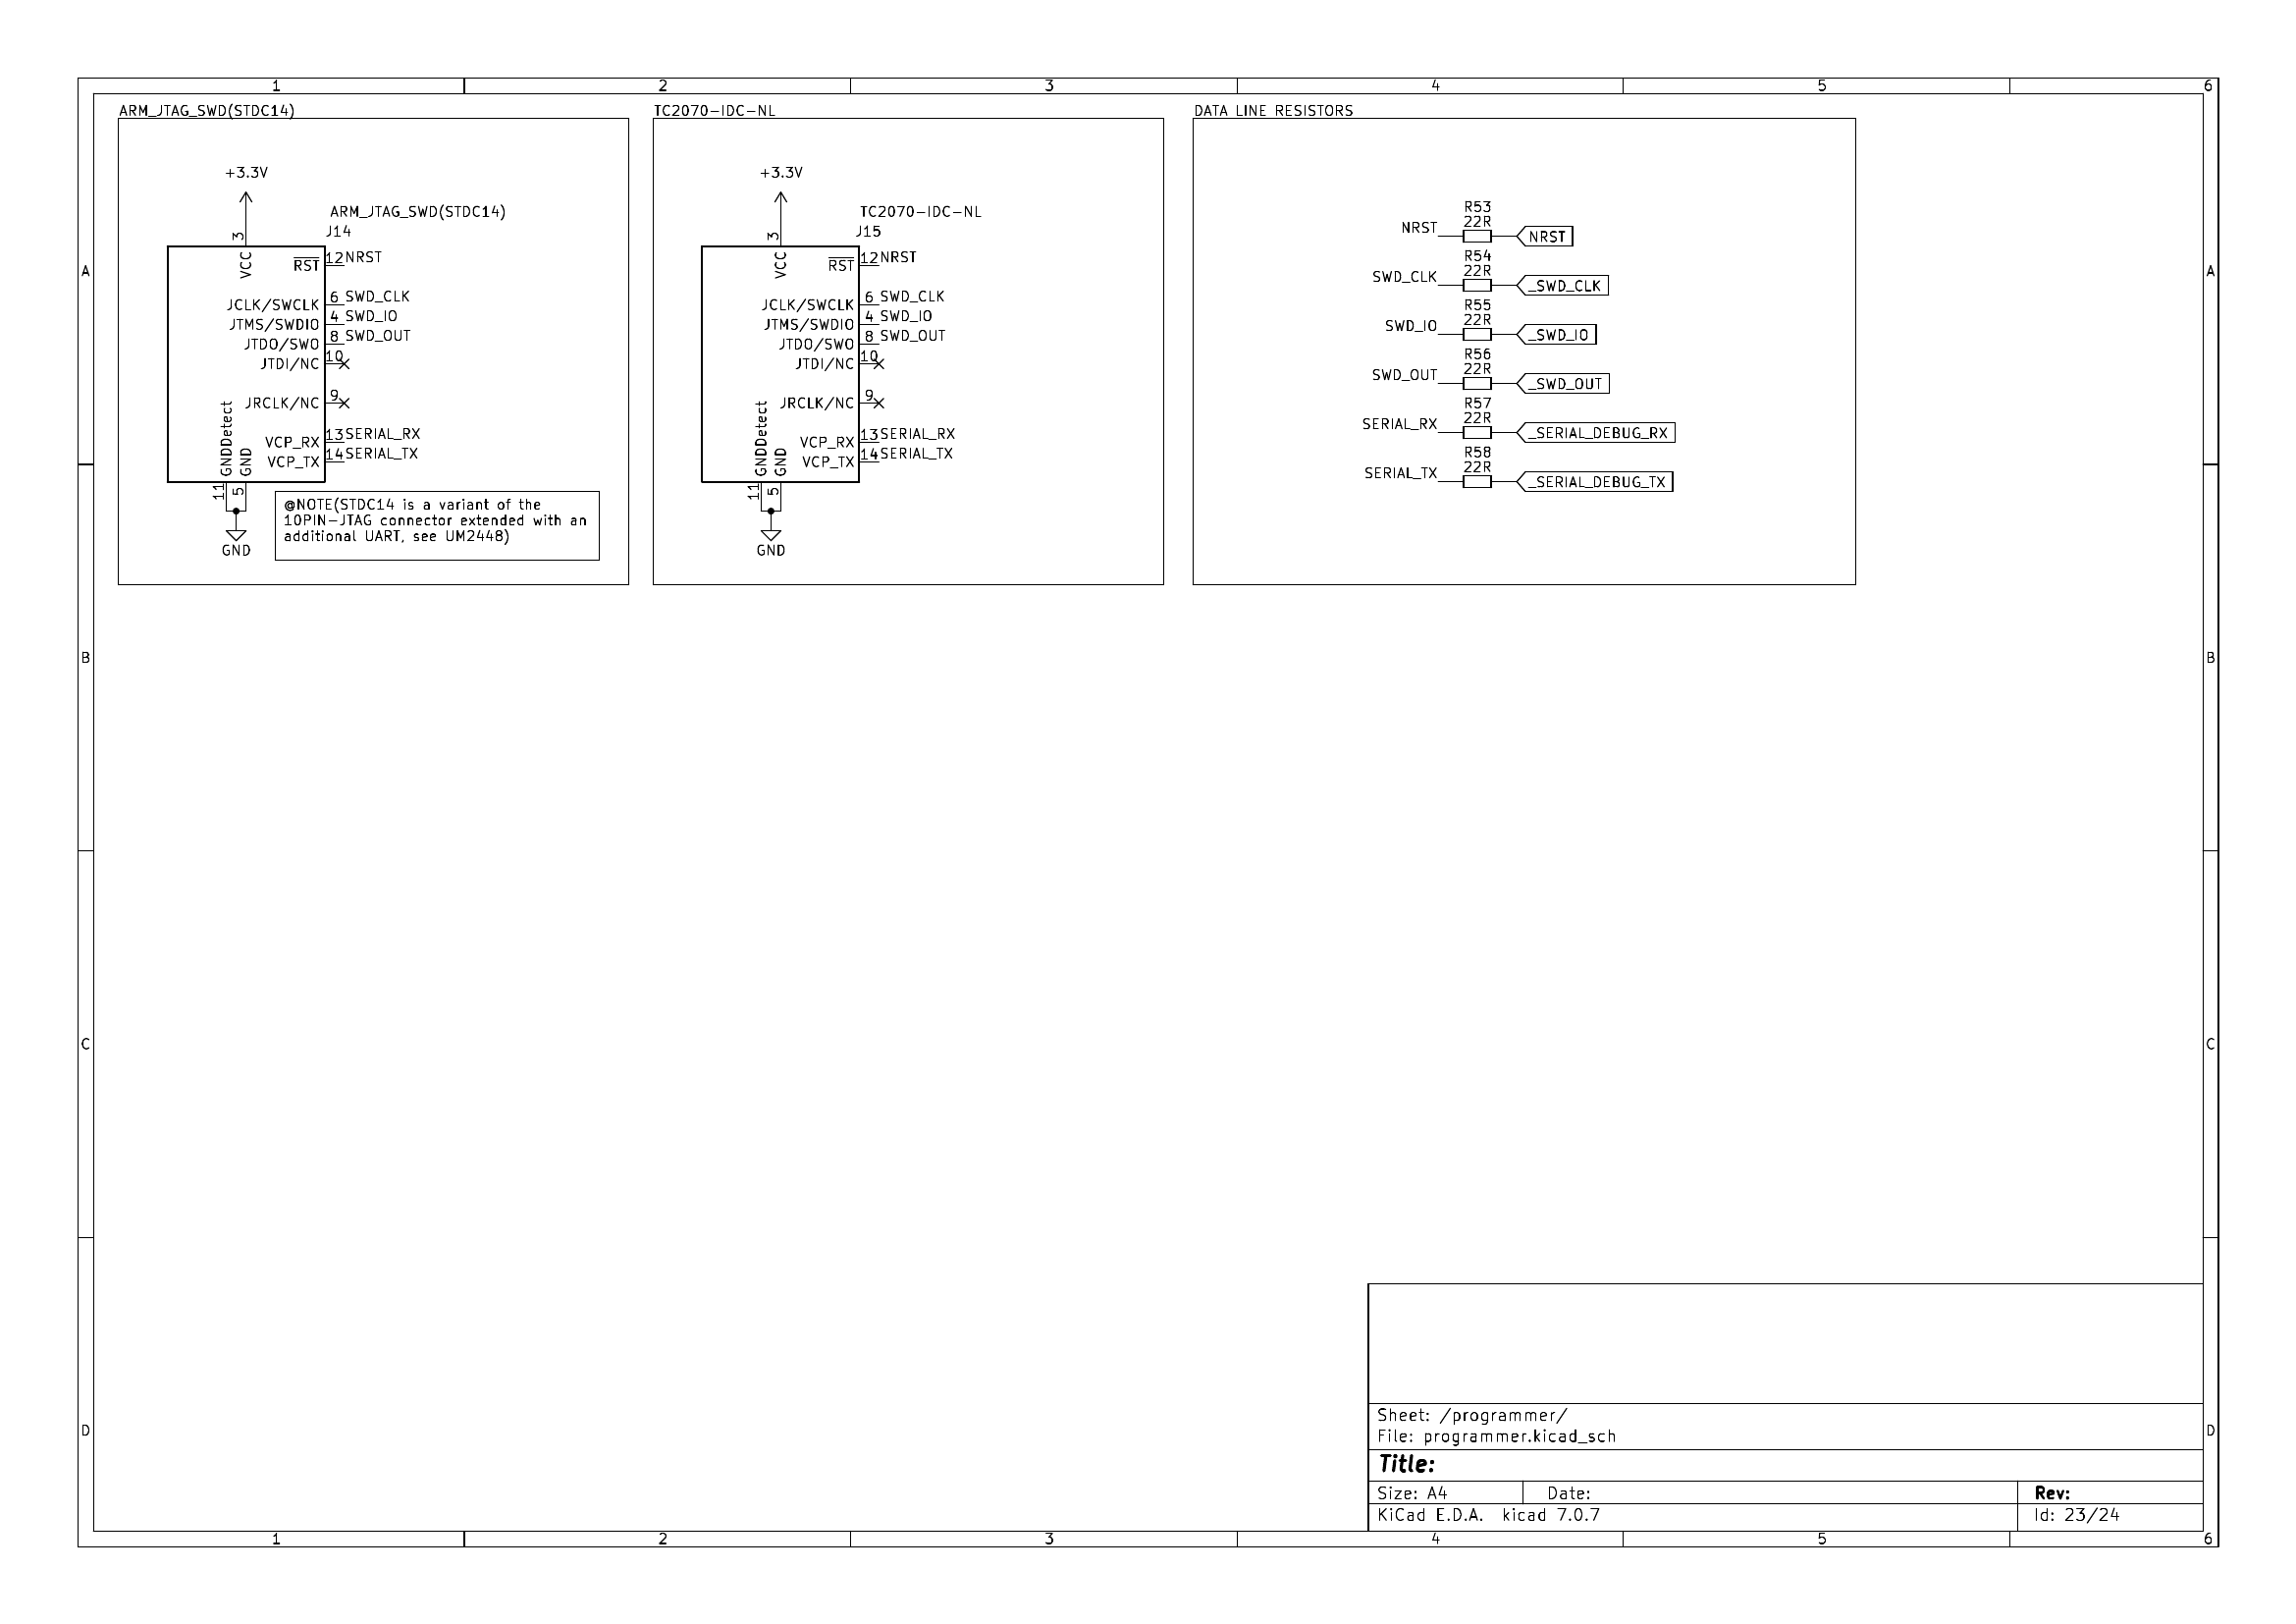 1 2 3 4 5 6
ARM_JTAG_SWD(STDC14)
+3.3V
ARM_JTAG_SWD(STDC14)
J14
3
VCC
RST 12 NRST
JCLK/SWCLK 6 SWD_CLK
JTMS/SWDIO 4 SWD_IO
JTDO/SWO 8 SWD_OUT
JTDI/NC 10
JRCLK/NC 9
VCP_RX 13 SERIAL_RX
VCP_TX 14 SERIAL_TX
GNDDetect
GND
11
5
GND
@NOTE(STDC14 is a variant of the
10PIN-JTAG connector extended with an
additional UART, see UM2448)
TC2070-IDC-NL
+3.3V
TC2070-IDC-NL
J15
3
VCC
RST 12 NRST
JCLK/SWCLK 6 SWD_CLK
JTMS/SWDIO 4 SWD_IO
JTDO/SWO 8 SWD_OUT
JTDI/NC 10
JRCLK/NC 9
VCP_RX 13 SERIAL_RX
VCP_TX 14 SERIAL_TX
GNDDetect
GND
11
5
GND
DATA LINE RESISTORS
R53
22R
NRST NRST
R54
22R
SWD_CLK _SWD_CLK
R55
22R
SWD_IO _SWD_IO
R56
22R
SWD_OUT _SWD_OUT
R57
22R
SERIAL_RX _SERIAL_DEBUG_RX
R58
22R
SERIAL_TX _SERIAL_DEBUG_TX
A A
B B
C C
D D
Sheet: /programmer/
File: programmer.kicad_sch
Title:
Size: A4 Date: Rev:
KiCad E.D.A. kicad 7.0.7 Id: 23/24
1 2 3 4 5 6